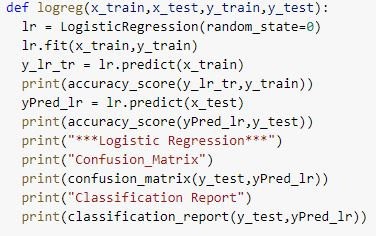 def logreg(x_train,x_test,y_train,y_test):
  lr = LogisticRegression(random_state=0)
  lr.fit(x_train,y_train)
  y_lr_tr = lr.predict(x_train)
  print(accuracy_score(y_lr_tr,y_train))
  yPred_lr = lr.predict(x_test)
  print(accuracy_score(yPred_lr,y_test))
  print("***Logistic Regression***")
  print("Confusion_Matrix")
  print(confusion_matrix(y_test,yPred_lr))
  print("Classification Report")
  print(classification_report(y_test,yPred_lr))